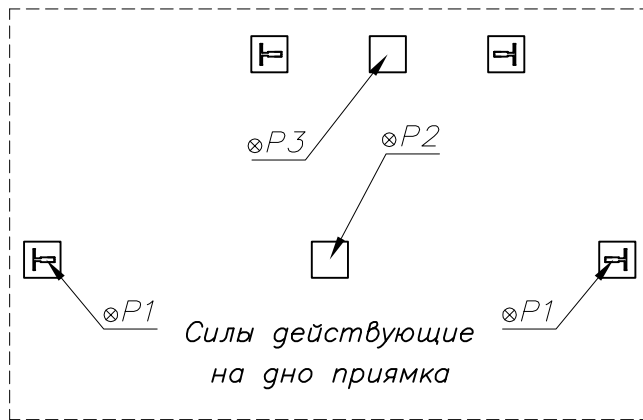 ⊗P3
⊗P2
⊗P1
⊗P1
Силы действующие
на дно приямка